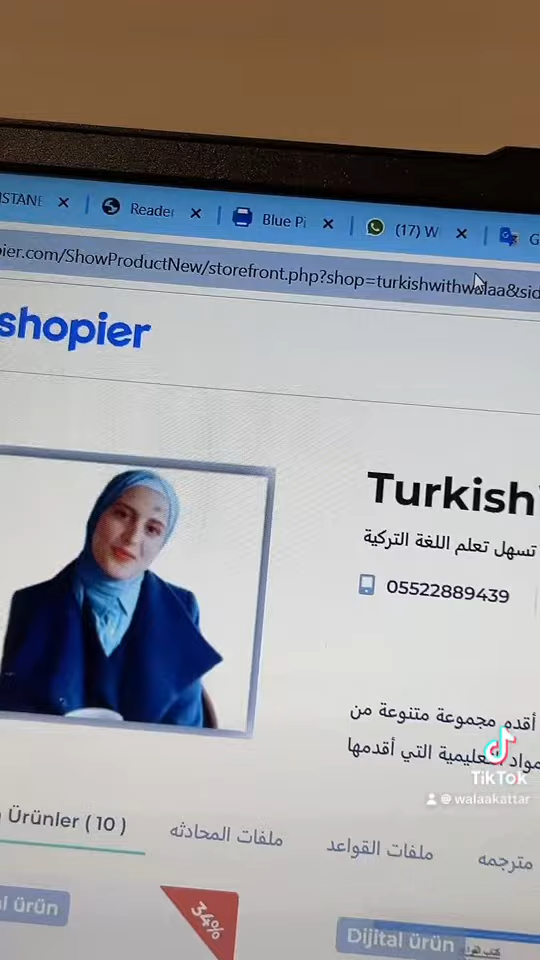 Reader
Blue Pi
(17) W
G
pier.com/ShowProductNew/storefront.php?shop=turkishwithwalaa&sid
shopier
Turkish
تسهل تعلم اللغة التركية
05522889439
أقدم مجموعة متنوعة من
التعليمية التي أقدمها
TikTok
@walaakattar
Ürünler ( 10 )
ملفات المحادثه
ملفات القواعد
مترجمه
ürün
34%
Dijital ürün